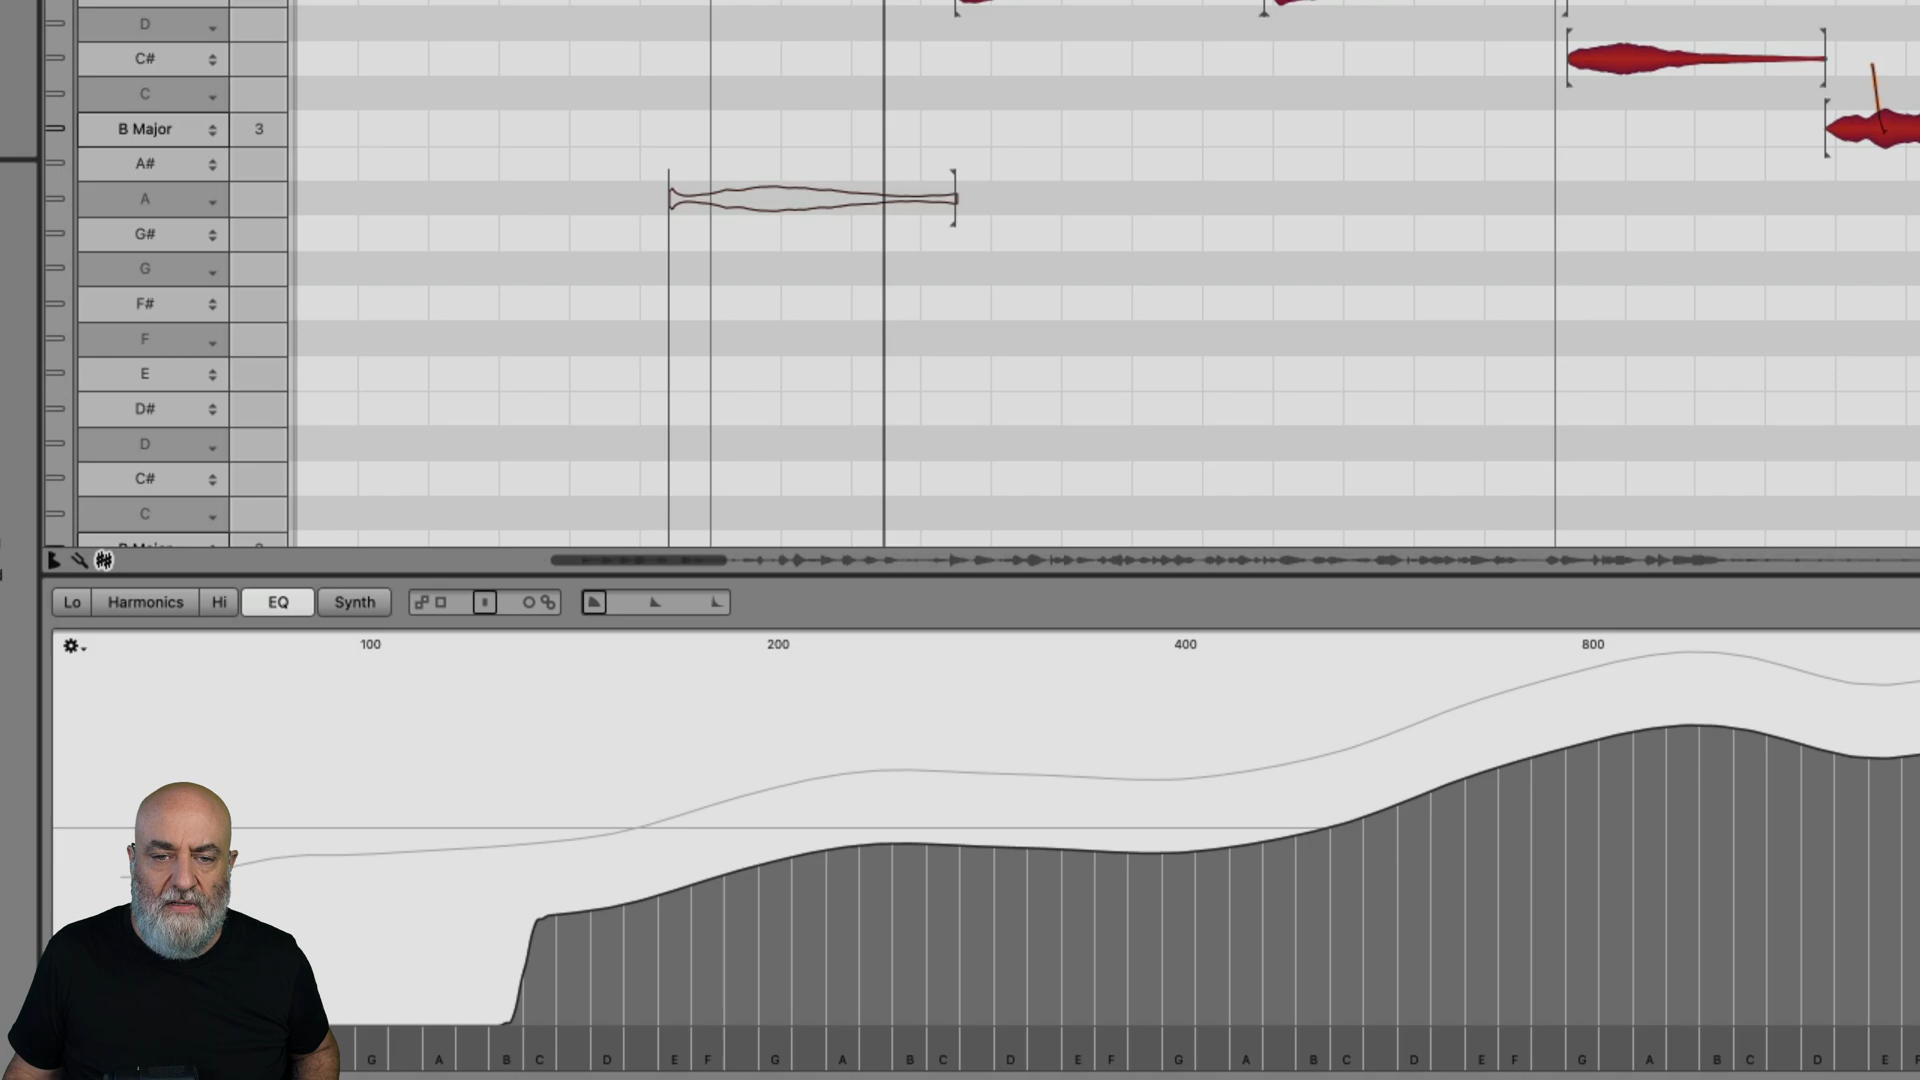 D
C#
C
B Major 3
A#
A
G#
G
F#
F
E
D#
D
C#
C
Lo Harmonics Hi EQ Synth
100 200 400 800
G A B C D E F G A B C D E F G A B C D E F G A B C D E